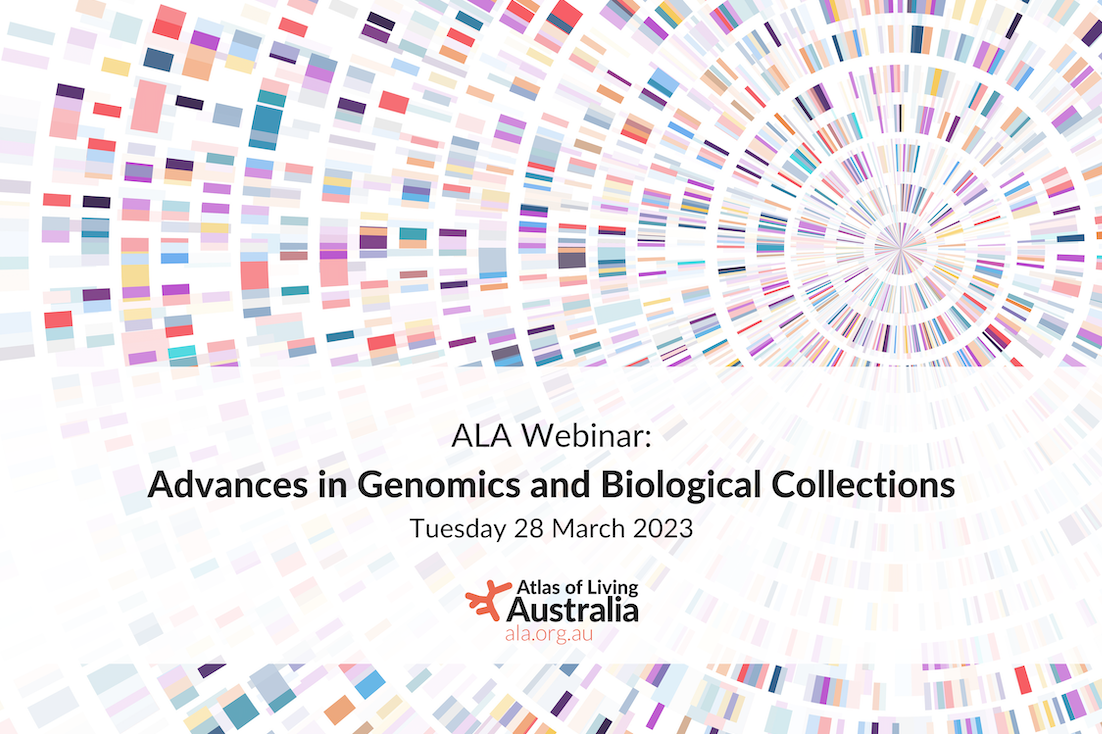 ALA Webinar:
Advances in Genomics and Biological Collections
Tuesday 28 March 2023
Atlas of Living
Australia
ala.org.au